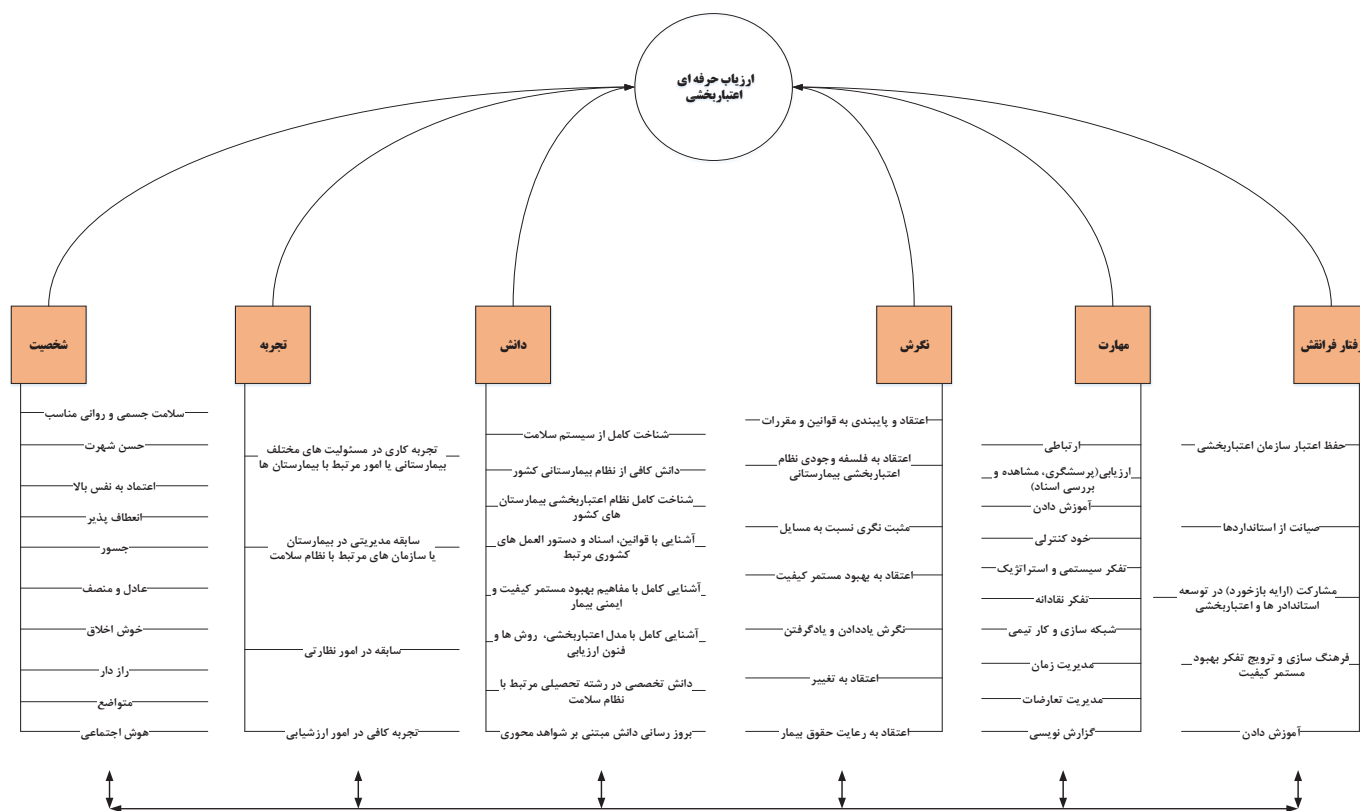 ارزیاب حرفه ای
اعتباربخشی
رفتار فرانقش
حفظ اعتبار سازمان اعتباربخشی
صیانت از استانداردها
مشارکت (ارایه بازخورد) در توسعه
استاندادر ها و اعتباربخشی
فرهنگ سازی و ترویج تفکر بهبود
مستمر کیفیت
آموزش دادن
مهارت
ارتباطی
ارزیابی(پرسشگری، مشاهده و
بررسی اسناد)
آموزش دادن
خود کنترلی
تفکر سیستمی و استراتژیک
تفکر نقادانه
شبکه سازی و کار تیمی
مدیریت زمان
مدیریت تعارضات
گزارش نویسی
نگرش
اعتقاد و پایبندی به قوانین و مقررات
اعتقاد به فلسفه وجودی نظام
اعتباربخشی بیمارستانی
مثبت نگری نسبت به مسایل
اعتقاد به بهبود مستمر کیفیت
نگرش یاددادن و یادگرفتن
اعتقاد به تغییر
اعتقاد به رعایت حقوق بیمار
دانش
شناخت کامل از سیستم سلامت
دانش کافی از نظام بیمارستانی کشور
شناخت کامل نظام اعتباربخشی بیمارستان
های کشور
آشنایی با قوانین، اسناد و دستور العمل های
کشوری مرتبط
آشنایی کامل با مفاهیم بهبود مستمر کیفیت و
ایمنی بیمار
آشنایی کامل با مدل اعتباربخشی، روش ها و
فنون ارزیابی
دانش تخصصی در رشته تحصیلی مرتبط با
نظام سلامت
بروز رسانی دانش مبتنی بر شواهد محوری
تجربه
تجربه کاری در مسئولیت های مختلف
بیمارستانی یا امور مرتبط با بیمارستان ها
سابقه مدیریتی در بیمارستان
یا سازمان های مرتبط با نظام سلامت
سابقه در امور نظارتی
تجربه کافی در امور ارزشیابی
شخصیت
سلامت جسمی و روانی مناسب
حسن شهرت
اعتماد به نفس بالا
انعطاف پذیر
جسور
عادل و منصف
خوش اخلاق
راز دار
متواضع
هوش اجتماعی